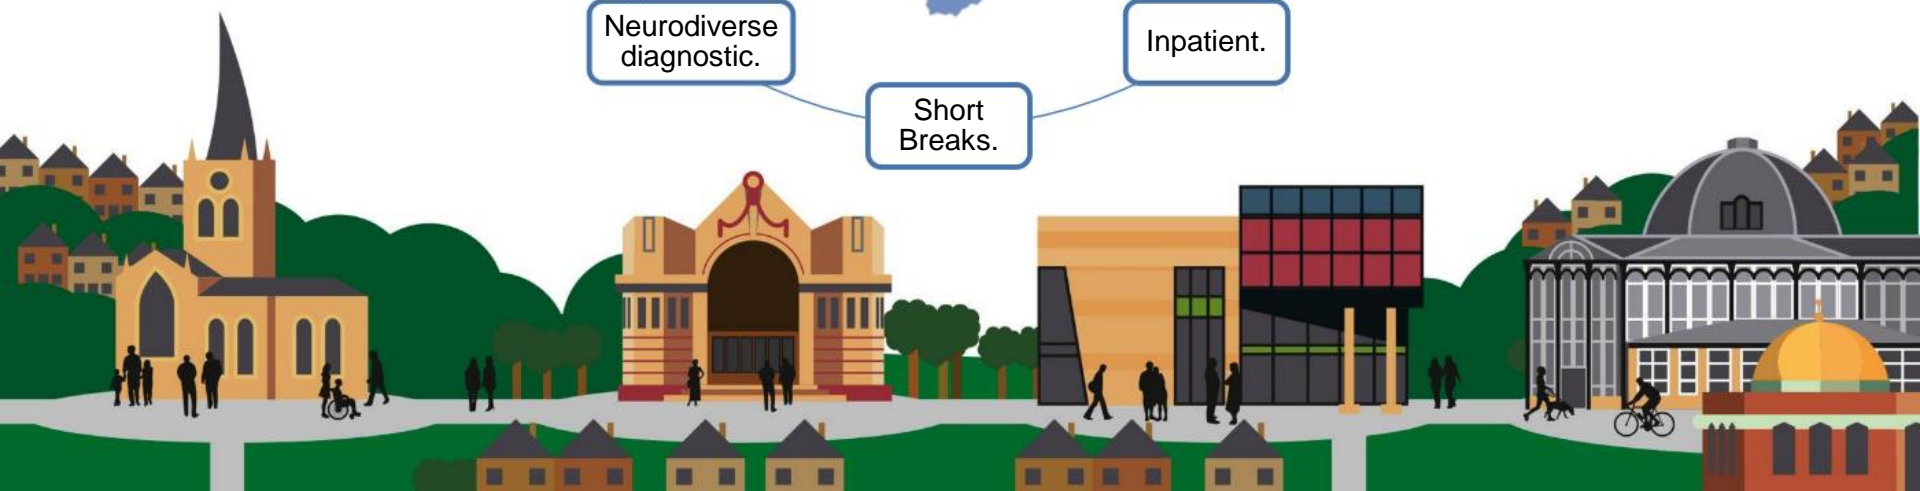 Neurodiverse
diagnostic.
Inpatient.
Short
Breaks.